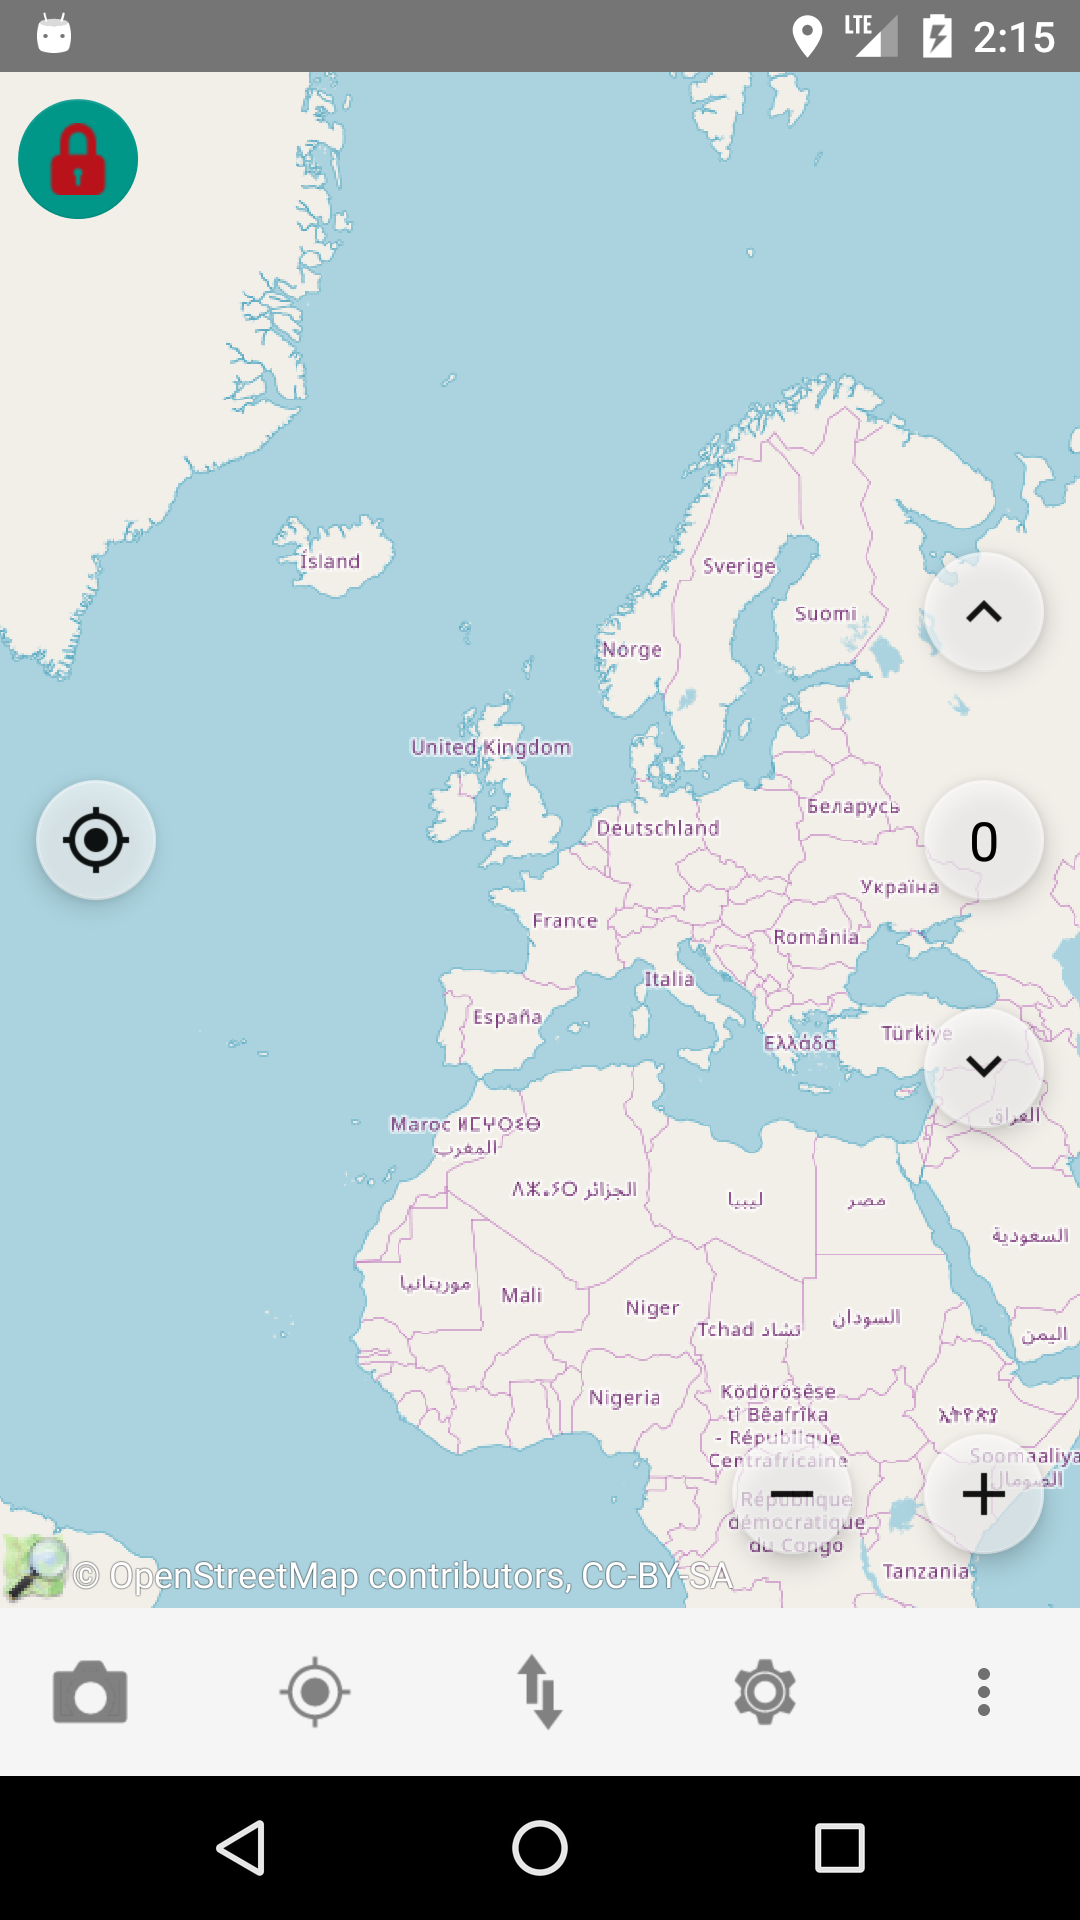 LTE 2:15
Ísland
Sverige
Suomi
Norge
United Kingdom
Беларусь
Deutschland
0
Україна
France
România
Italia
España
Türkiye
Ελλάδα
العراق
Maroc ⵍⵎⵖⵔⵉⴱ
المغرب
ⴷⵣⴰⵢⵔ الجزائر
ليبيا
مصر
السعودية
موريتانيا
Mali
Niger
السودان
Tchad تشاد
اليمن
Ködörösêse
tî Bêafrîka
- République
Centrafricaine
Nigeria
ኢትዮጵያ
Soomaaliya
الصومال
République
démocratique
du Congo
Tanzania
© OpenStreetMap contributors, CC-BY-SA